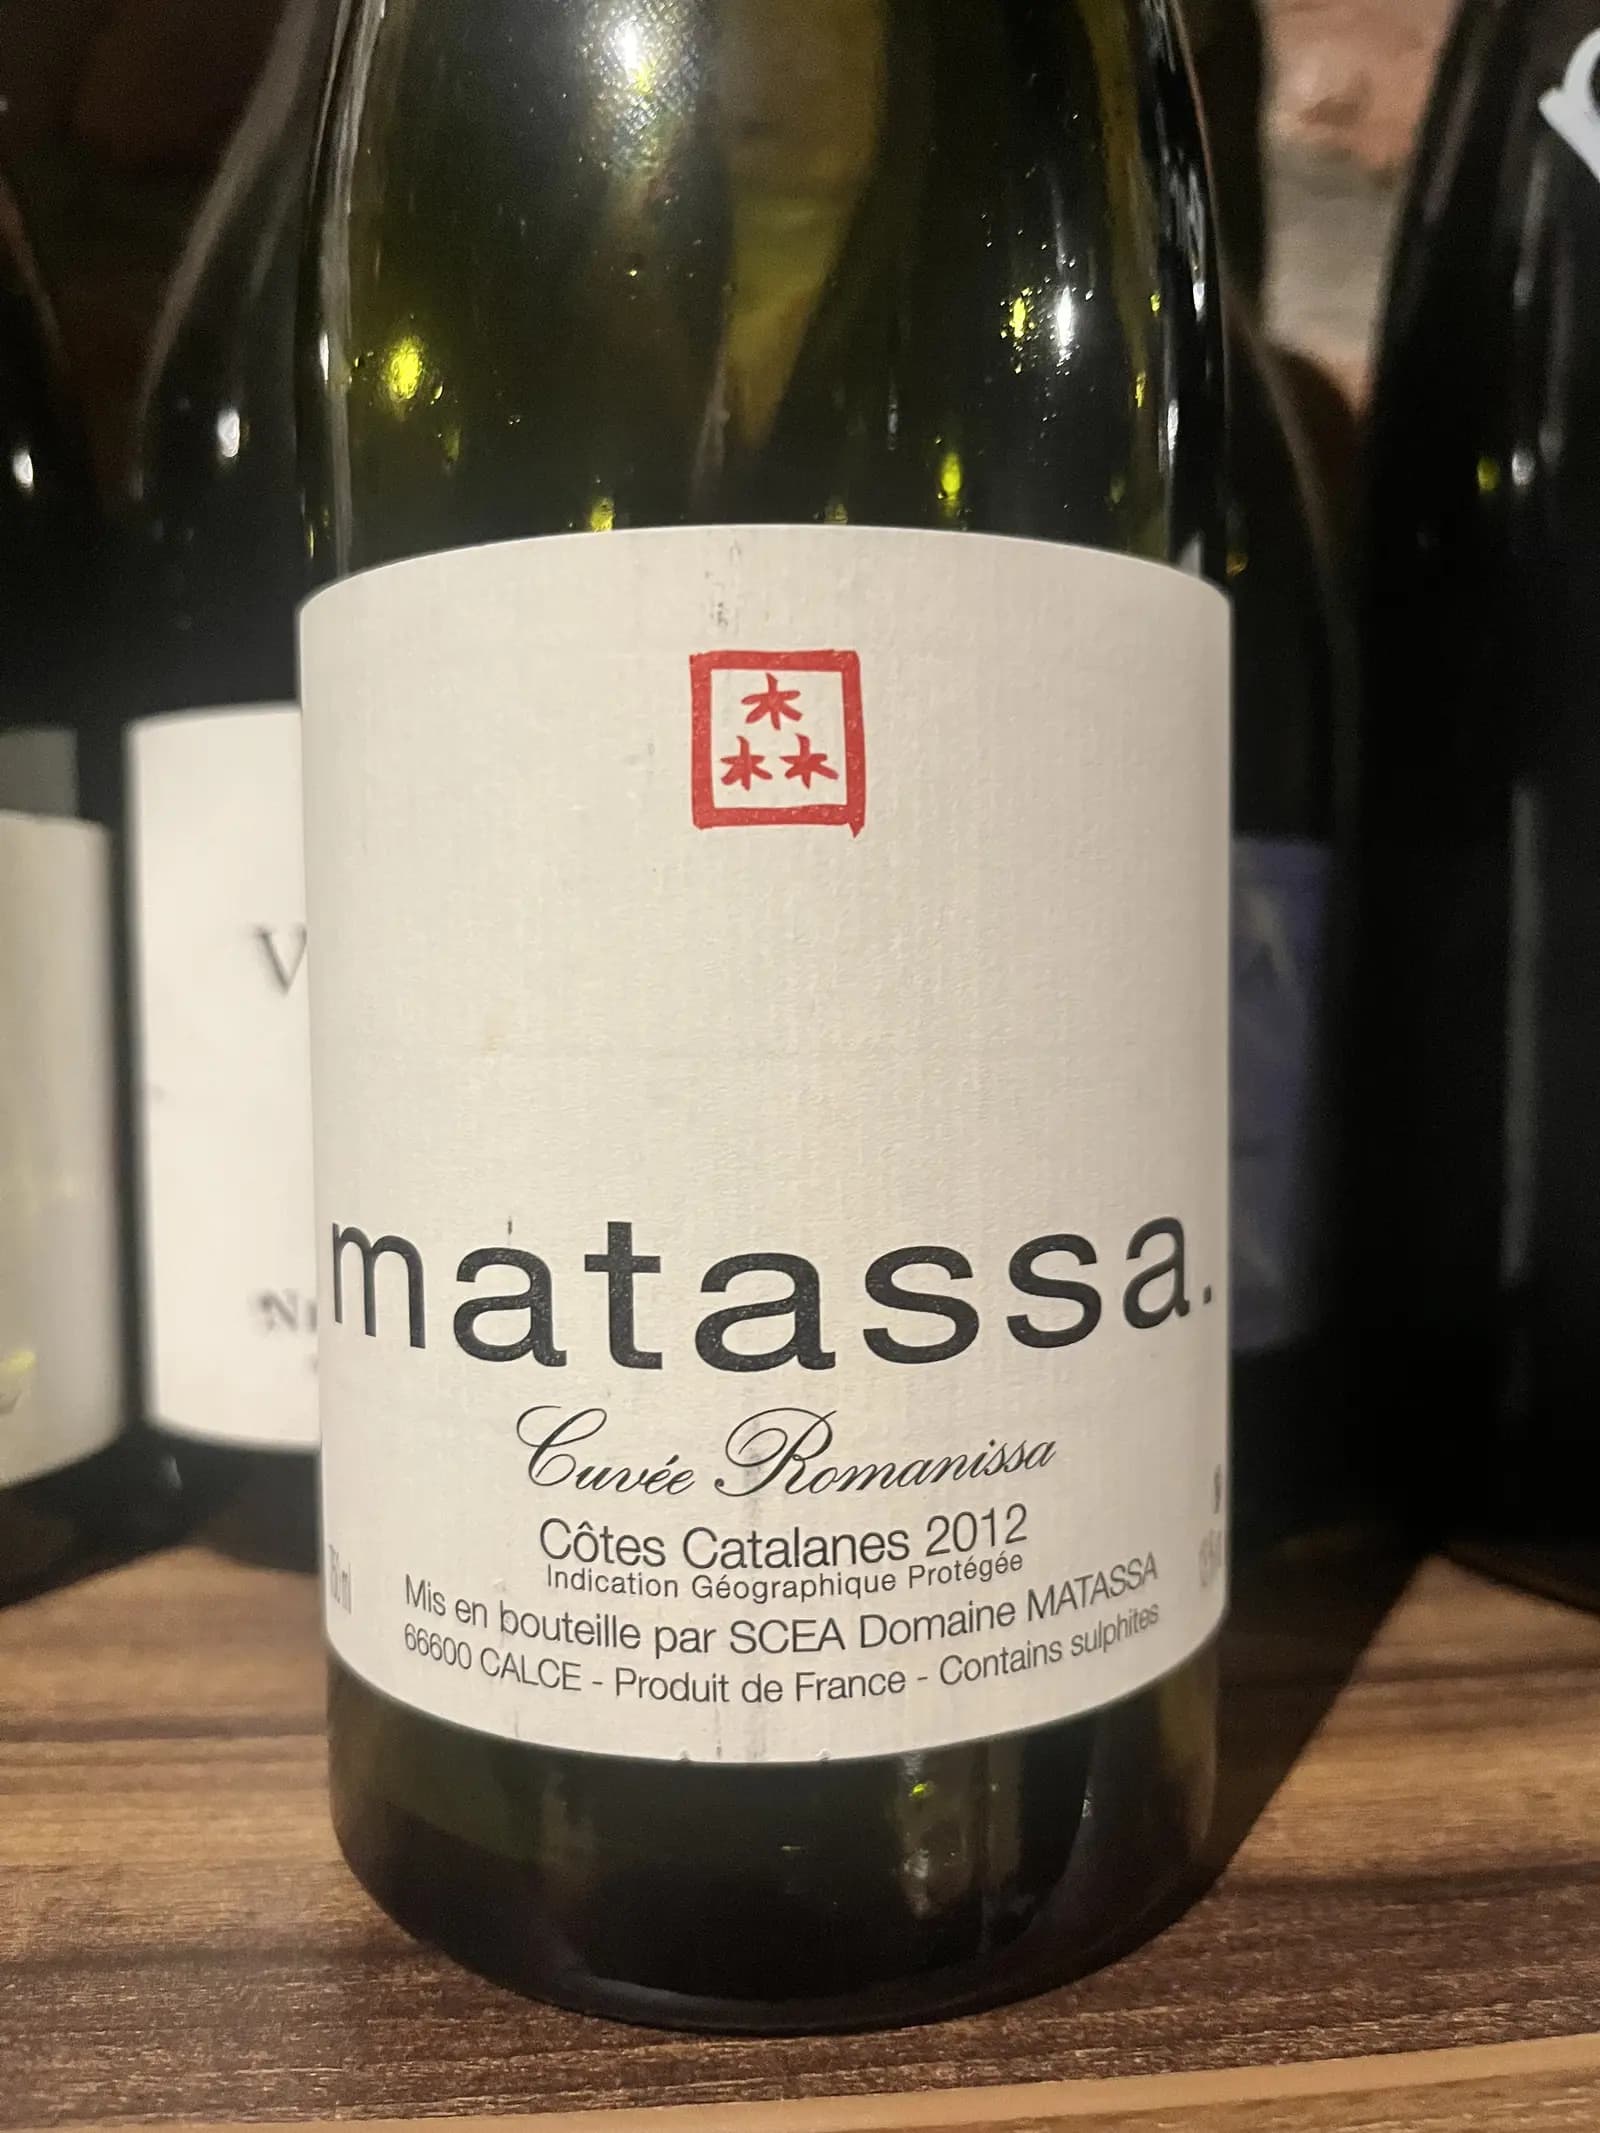 森
matassa.
Cuvée Romanissa
Côtes Catalanes 2012
Indication Géographique Protégée
Mis en bouteille par SCEA Domaine MATASSA
66600 CALCE - Produit de France - Contains sulphites
V